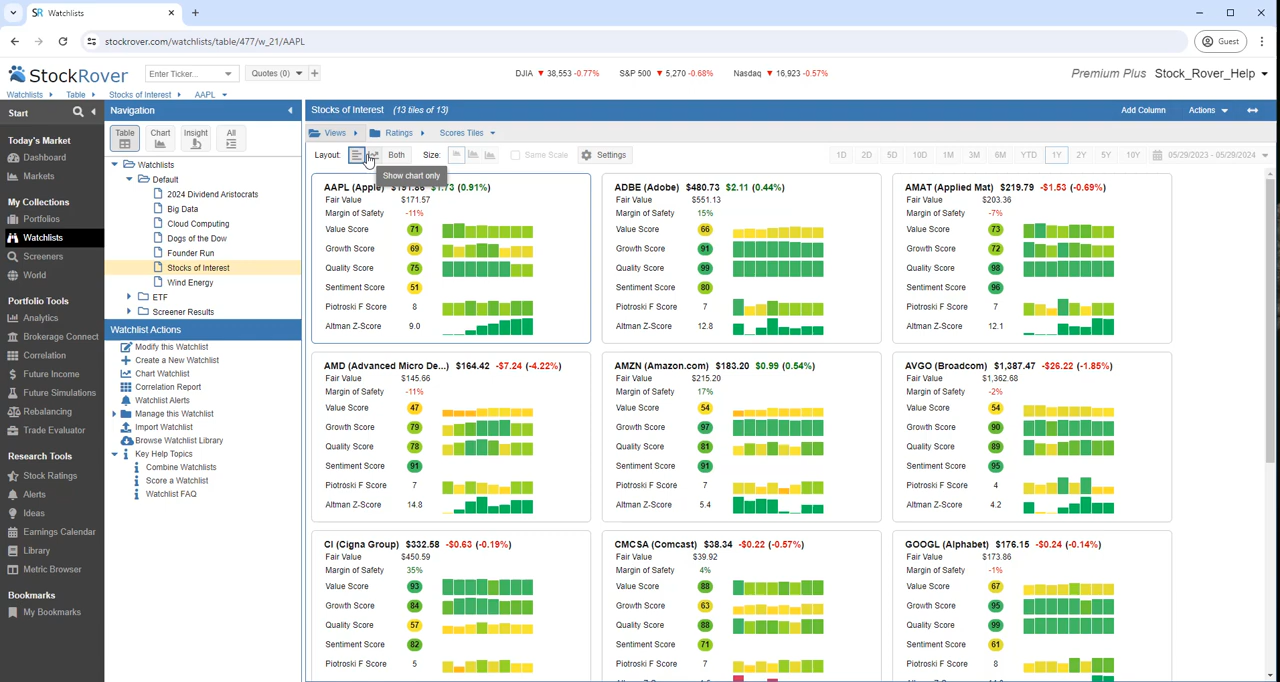 SR Watchlists
stockrover.com/watchlists/table/477/w_21/AAPL
Guest
StockRover
Enter Ticker...
Quotes (0)
DJIA ▼ 38,553 -0.77% S&P 500 ▼ 5,270 -0.68% Nasdaq ▼ 16,923 -0.57%
Premium Plus Stock_Rover_Help
Watchlists Table Stocks of Interest AAPL
Start
Today's Market
Dashboard
Markets
My Collections
Portfolios
Watchlists
Screeners
World
Portfolio Tools
Analytics
Brokerage Connect
Correlation
Future Income
Future Simulations
Rebalancing
Trade Evaluator
Research Tools
Stock Ratings
Alerts
Ideas
Earnings Calendar
Library
Metric Browser
Bookmarks
My Bookmarks
Navigation
Table Chart Insight All
Watchlists
Default
2024 Dividend Aristocrats
Big Data
Cloud Computing
Dogs of the Dow
Founder Run
Stocks of Interest
Wind Energy
ETF
Screener Results
Watchlist Actions
Modify this Watchlist
Create a New Watchlist
Chart Watchlist
Correlation Report
Watchlist Alerts
Manage this Watchlist
Import Watchlist
Browse Watchlist Library
Key Help Topics
Combine Watchlists
Score a Watchlist
Watchlist FAQ
Stocks of Interest (13 tiles of 13)
Add Column Actions
Views Ratings Scores Tiles
Layout: Both Size: Same Scale Settings
1D 2D 5D 10D 1M 3M 6M YTD 1Y 2Y 5Y 10Y 05/29/2023 - 05/29/2024
Show chart only
AAPL (Apple) (0.91%)
Fair Value $171.57
Margin of Safety -11%
Value Score 71
Growth Score 69
Quality Score 75
Sentiment Score 51
Piotroski F Score 8
Altman Z-Score 9.0
ADBE (Adobe) $480.73 $2.11 (0.44%)
Fair Value $551.13
Margin of Safety 15%
Value Score 66
Growth Score 91
Quality Score 99
Sentiment Score 80
Piotroski F Score 7
Altman Z-Score 12.8
AMAT (Applied Mat) $219.79 -$1.53 (-0.69%)
Fair Value $203.36
Margin of Safety -7%
Value Score 73
Growth Score 72
Quality Score 98
Sentiment Score 96
Piotroski F Score 7
Altman Z-Score 12.1
AMD (Advanced Micro De...) $164.42 -$7.24 (-4.22%)
Fair Value $145.66
Margin of Safety -11%
Value Score 47
Growth Score 79
Quality Score 78
Sentiment Score 91
Piotroski F Score 7
Altman Z-Score 14.8
AMZN (Amazon.com) $183.20 $0.99 (0.54%)
Fair Value $215.20
Margin of Safety 17%
Value Score 54
Growth Score 97
Quality Score 81
Sentiment Score 91
Piotroski F Score 7
Altman Z-Score 5.4
AVGO (Broadcom) $1,387.47 -$26.22 (-1.85%)
Fair Value $1,362.68
Margin of Safety -2%
Value Score 54
Growth Score 90
Quality Score 89
Sentiment Score 95
Piotroski F Score 4
Altman Z-Score 4.2
CI (Cigna Group) $332.58 -$0.63 (-0.19%)
Fair Value $450.59
Margin of Safety 35%
Value Score 93
Growth Score 84
Quality Score 57
Sentiment Score 82
Piotroski F Score 5
CMCSA (Comcast) $38.34 -$0.22 (-0.57%)
Fair Value $39.92
Margin of Safety 4%
Value Score 88
Growth Score 63
Quality Score 88
Sentiment Score 71
Piotroski F Score 7
GOOGL (Alphabet) $176.15 -$0.24 (-0.14%)
Fair Value $173.86
Margin of Safety -1%
Value Score 67
Growth Score 95
Quality Score 99
Sentiment Score 61
Piotroski F Score 8